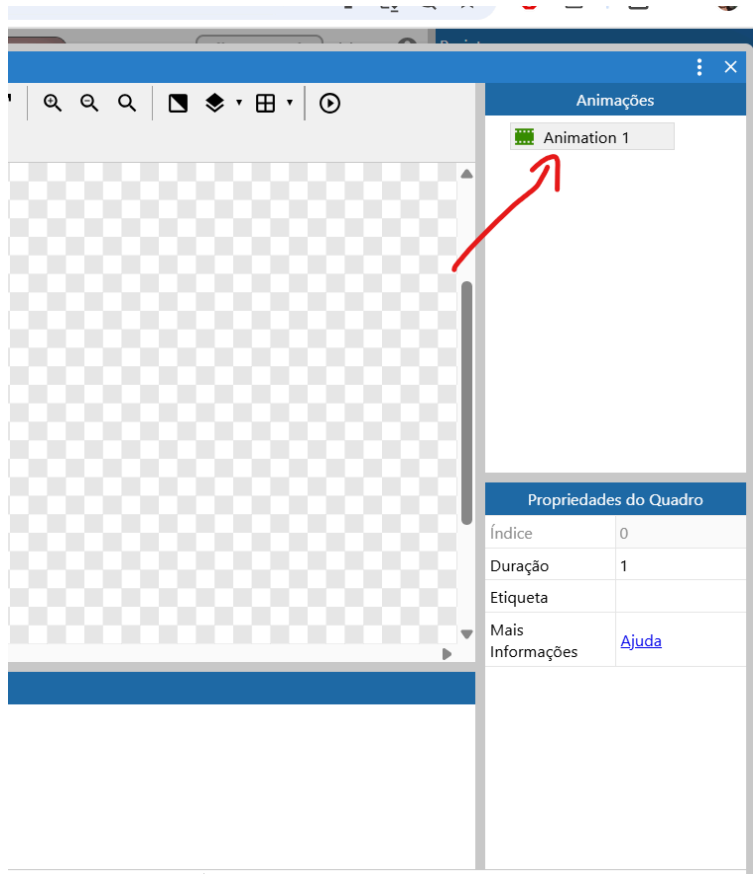 Animações
Animation 1
Propriedades do Quadro
Índice 0
Duração 1
Etiqueta
Mais
Informações Ajuda